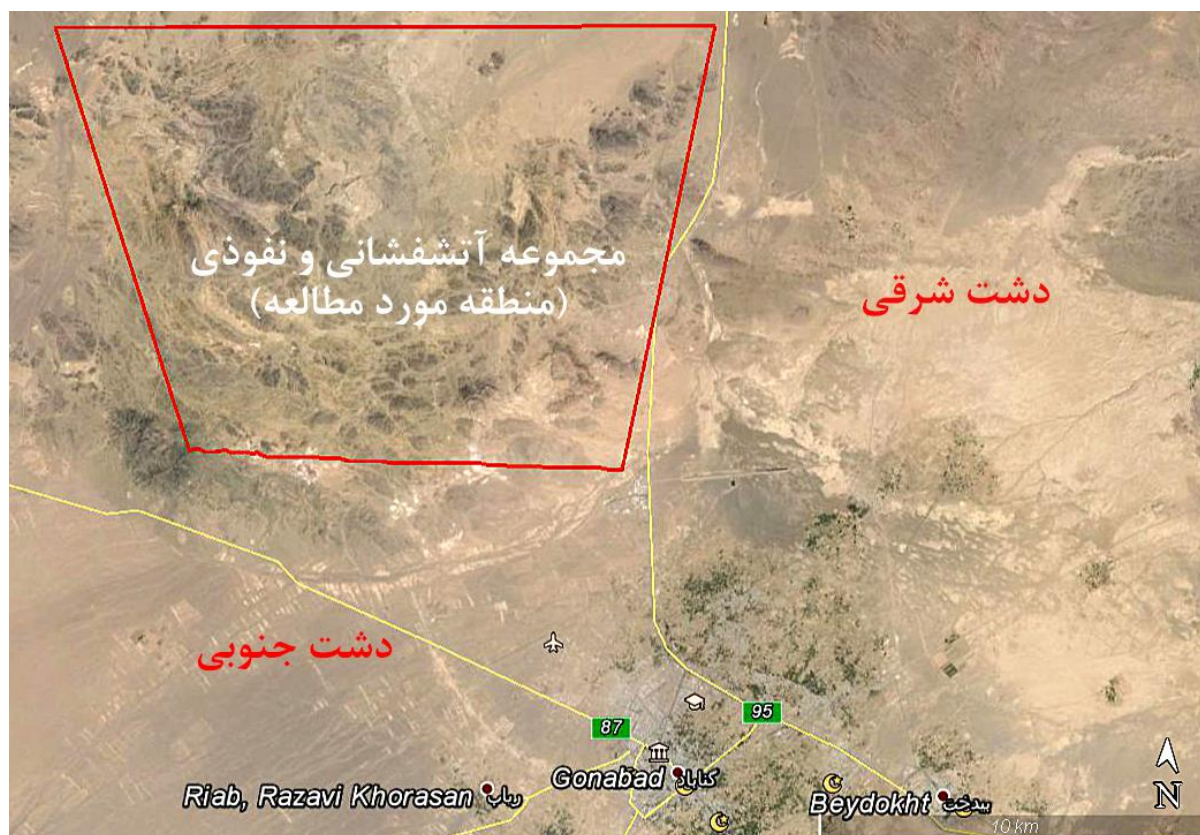 مجموعه آتشفشانی و نفوذی
(منطقه مورد مطالعه)
دشت شرقی
دشت جنوبی
87
95
Gonabad گناباد
Riab, Razavi Khorasan ریاب
Beydokht بیدخت
N
10 km